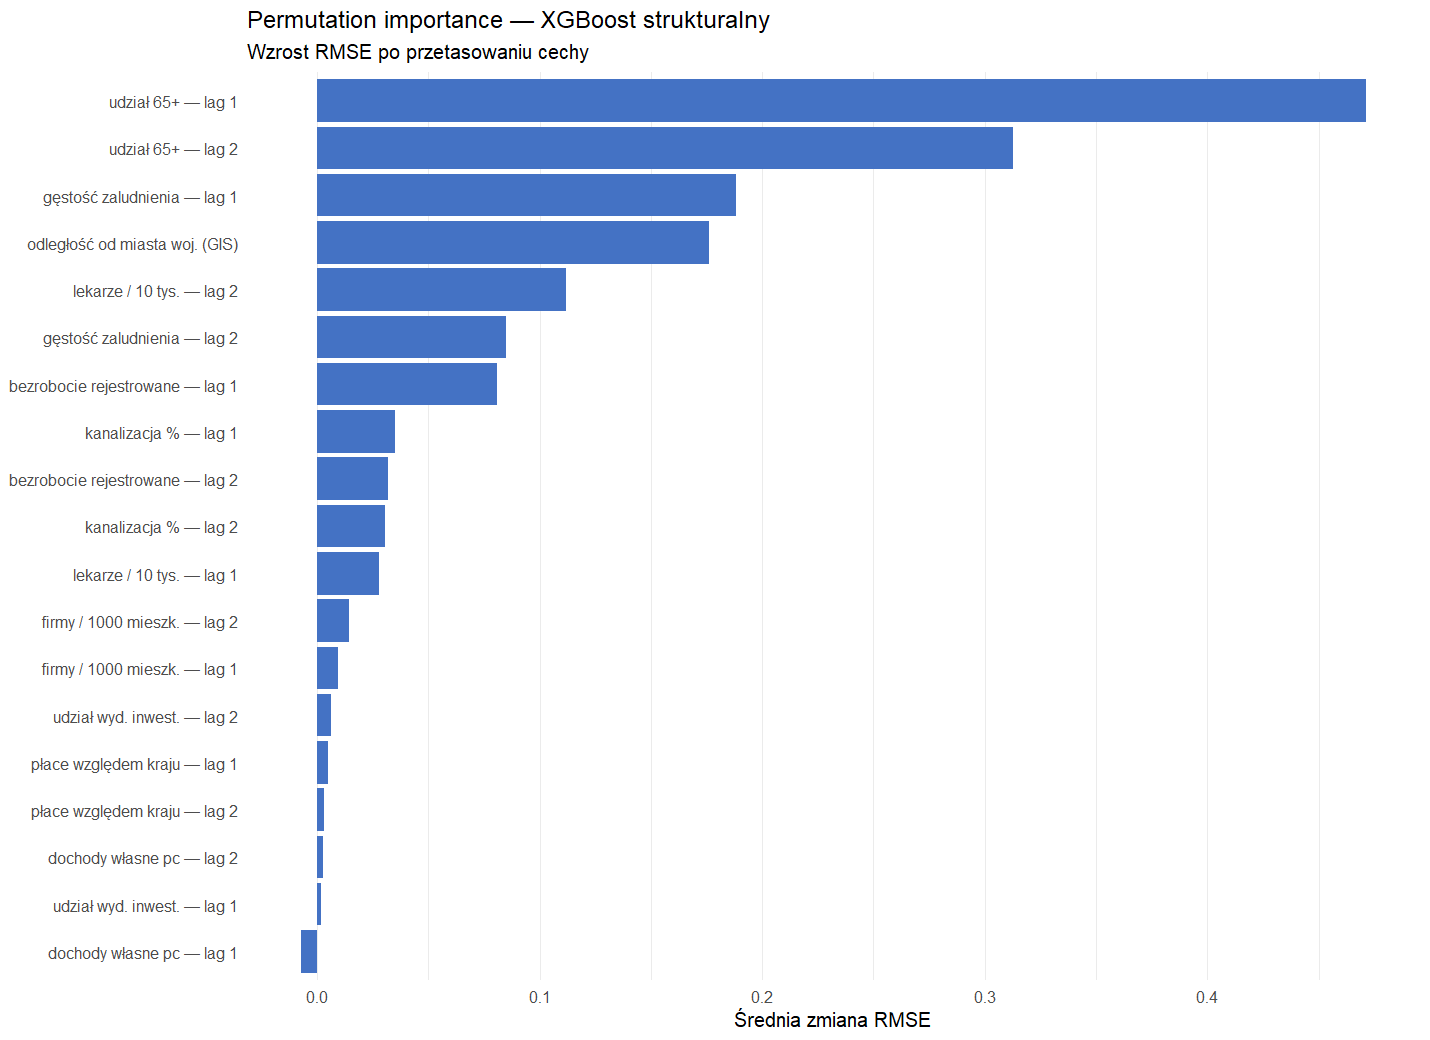 Permutation importance — XGBoost strukturalny
Wzrost RMSE po przetasowaniu cechy
udział 65+ — lag 1
udział 65+ — lag 2
gęstość zaludnienia — lag 1
odległość od miasta woj. (GIS)
lekarze / 10 tys. — lag 2
gęstość zaludnienia — lag 2
bezrobocie rejestrowane — lag 1
kanalizacja % — lag 1
bezrobocie rejestrowane — lag 2
kanalizacja % — lag 2
lekarze / 10 tys. — lag 1
firmy / 1000 mieszk. — lag 2
firmy / 1000 mieszk. — lag 1
udział wyd. inwest. — lag 2
płace względem kraju — lag 1
płace względem kraju — lag 2
dochody własne pc — lag 2
udział wyd. inwest. — lag 1
dochody własne pc — lag 1
0.0 0.1 0.2 0.3 0.4
Średnia zmiana RMSE